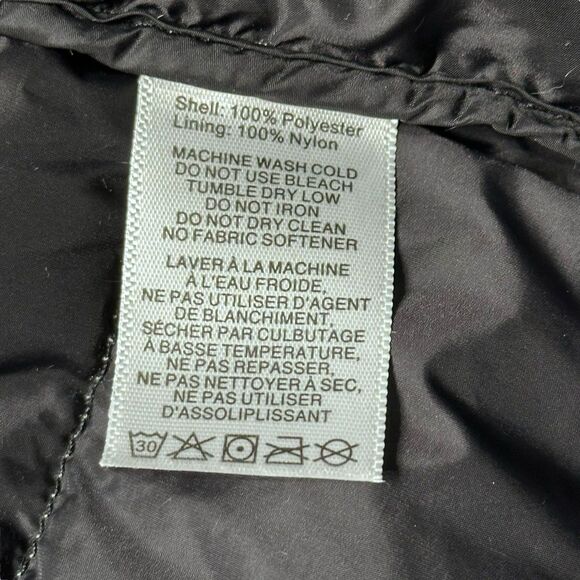 Shell: 100% Polyester
Lining: 100% Nylon
MACHINE WASH COLD
DO NOT USE BLEACH
TUMBLE DRY LOW
DO NOT IRON
DO NOT DRY CLEAN
NO FABRIC SOFTENER
LAVER À LA MACHINE
À L'EAU FROIDE,
NE PAS UTILISER D'AGENT
DE BLANCHIMENT,
SÉCHER PAR CULBUTAGE
À BASSE TEMPERATURE,
NE PAS REPASSER,
NE PAS NETTOYER À SEC,
NE PAS UTILISER
D'ASSOLIPLISSANT
30